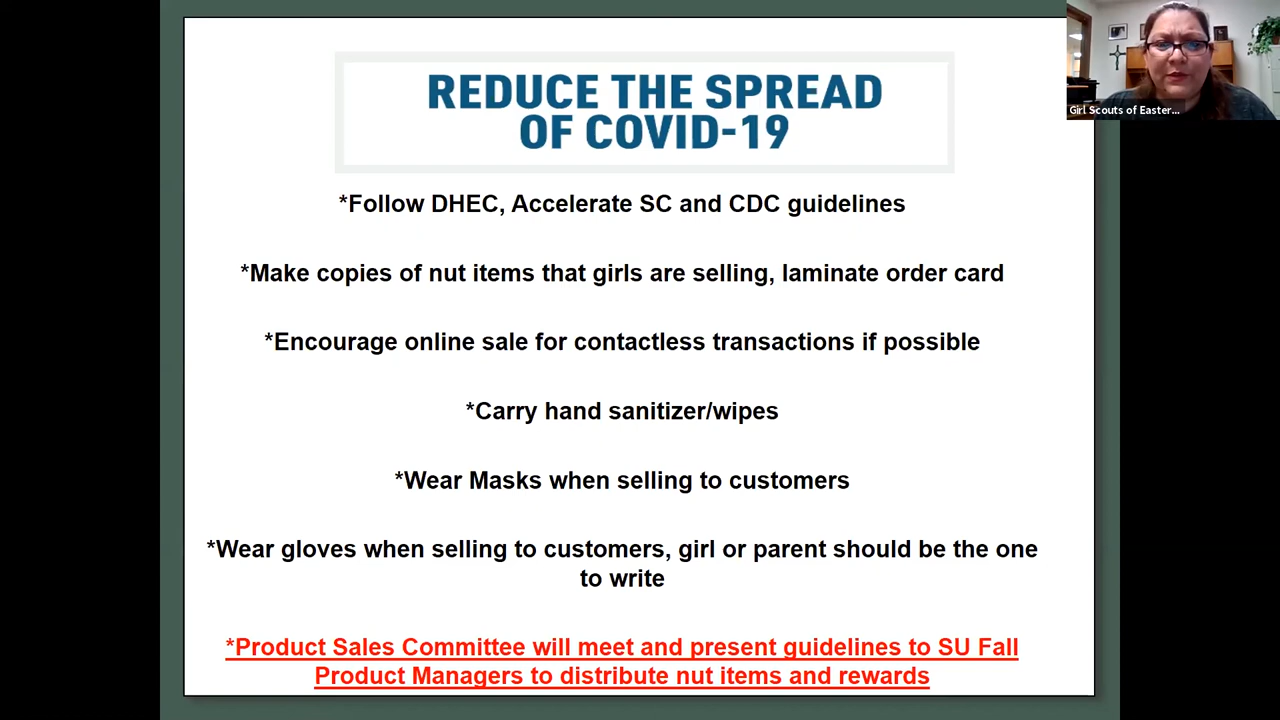 REDUCE THE SPREAD
OF COVID-19
*Follow DHEC, Accelerate SC and CDC guidelines
*Make copies of nut items that girls are selling, laminate order card
*Encourage online sale for contactless transactions if possible
*Carry hand sanitizer/wipes
*Wear Masks when selling to customers
*Wear gloves when selling to customers, girl or parent should be the one
to write
*Product Sales Committee will meet and present guidelines to SU Fall
Product Managers to distribute nut items and rewards
Girl Scouts of Easter...